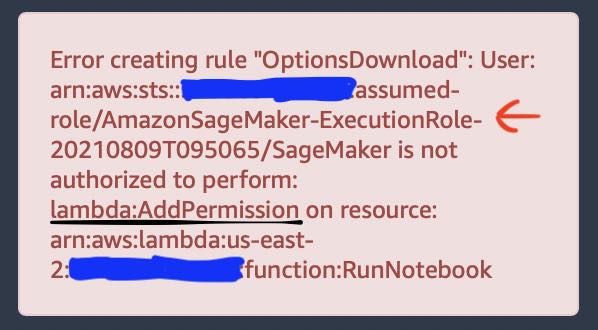 Error creating rule "OptionsDownload": User:
arn:aws:sts::assumed-
role/AmazonSageMaker-ExecutionRole-
20210809T095065/SageMaker is not
authorized to perform:
lambda:AddPermission on resource:
arn:aws:lambda:us-east-
2:function:RunNotebook